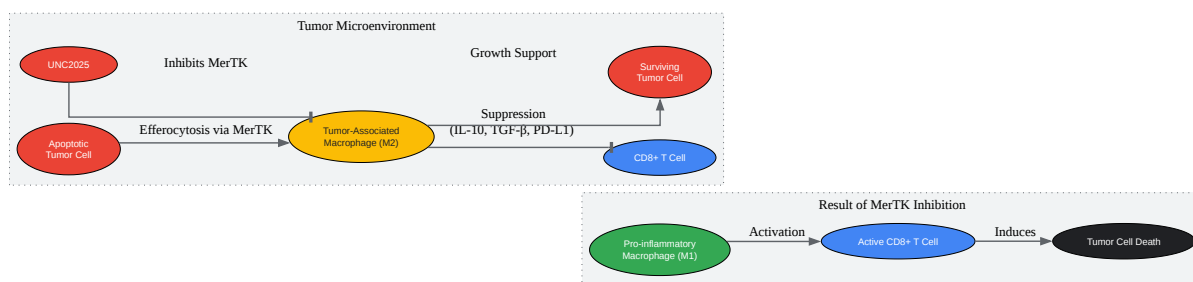 Tumor Microenvironment
UNC2025
Inhibits MerTK
Growth Support
Surviving
Tumor Cell
Apoptotic
Tumor Cell
Efferocytosis via MerTK
Tumor-Associated
Macrophage (M2)
Suppression
(IL-10, TGF-β, PD-L1)
CD8+ T Cell
Result of MerTK Inhibition
Pro-inflammatory
Macrophage (M1)
Activation
Active CD8+ T Cell
Induces
Tumor Cell Death